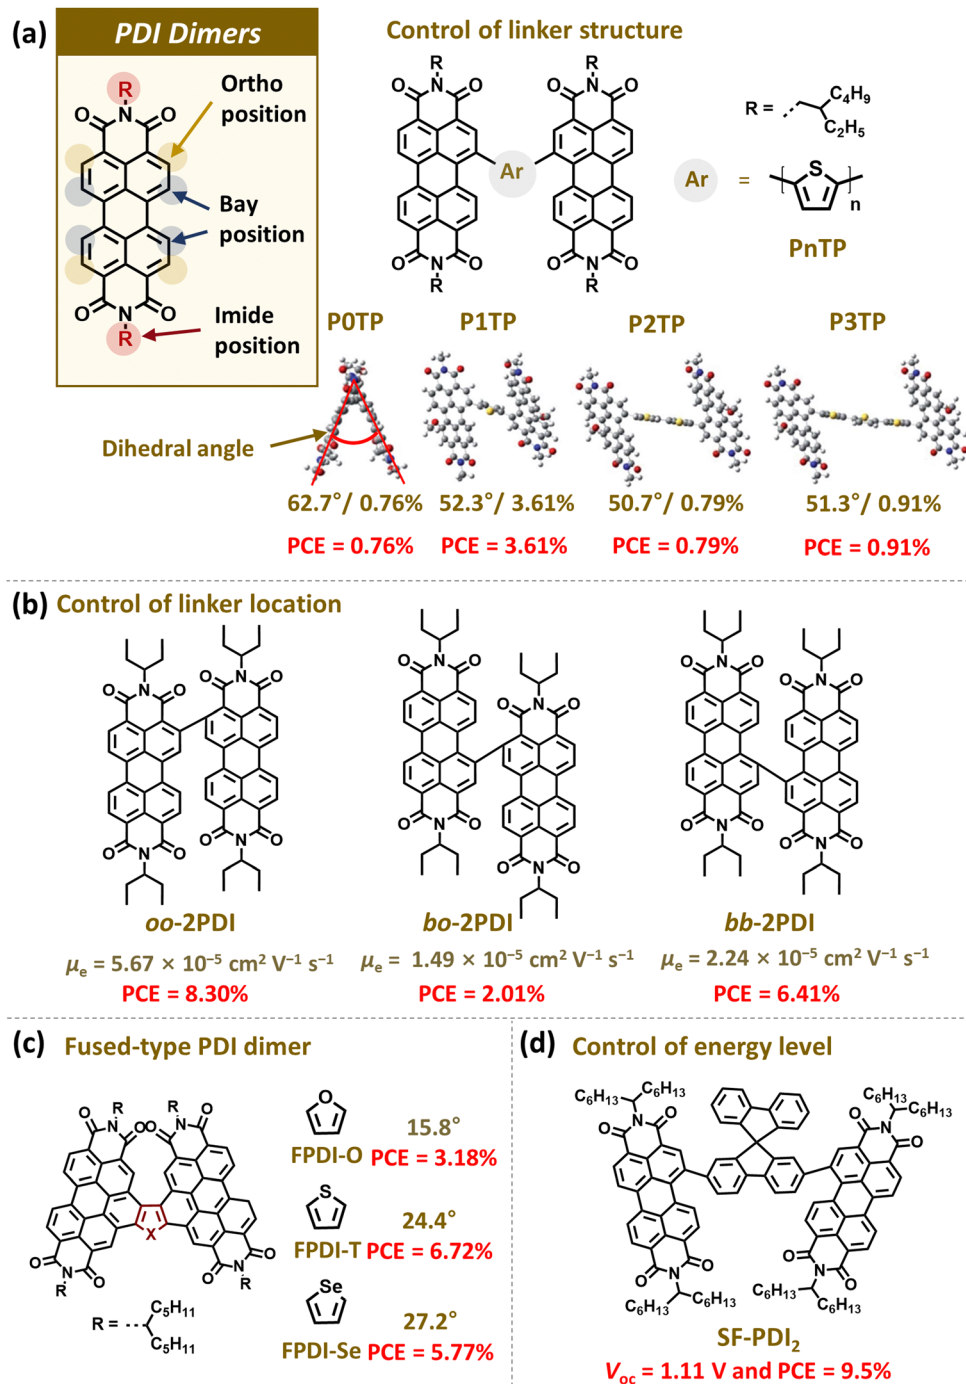 (a)
PDI Dimers
R
N
O
O
O
O
N
R
Ortho
position
Bay
position
Imide
position
Control of linker structure
R
R
N
N
O
O
O
O
Ar
O
O
O
O
N
N
R
R
R =
C₄H₉
C₂H₅
Ar
=
S
n
PnTP
P0TP
P1TP
P2TP
P3TP
Dihedral angle
62.7°/ 0.76%
52.3°/ 3.61%
50.7°/ 0.79%
51.3°/ 0.91%
PCE = 0.76%
PCE = 3.61%
PCE = 0.79%
PCE = 0.91%
(b)
Control of linker location
O
N
O
O
N
O
O
N
O
O
N
O
oo-2PDI
μₑ = 5.67 × 10⁻⁵ cm² V⁻¹ s⁻¹
PCE = 8.30%
O
N
O
O
N
O
O
N
O
O
N
O
bo-2PDI
μₑ = 1.49 × 10⁻⁵ cm² V⁻¹ s⁻¹
PCE = 2.01%
O
N
O
O
N
O
O
N
O
O
N
O
bb-2PDI
μₑ = 2.24 × 10⁻⁵ cm² V⁻¹ s⁻¹
PCE = 6.41%
(c)
Fused-type PDI dimer
R
R
O
N
O
O
N
O
X
O
N
O
O
N
O
R
R
R =
C₅H₁₁
C₅H₁₁
O
FPDI-O
15.8°
PCE = 3.18%
S
FPDI-T
24.4°
PCE = 6.72%
Se
FPDI-Se
27.2°
PCE = 5.77%
(d)
Control of energy level
C₆H₁₃
C₆H₁₃
C₆H₁₃
C₆H₁₃
O
N
O
O
N
O
O
N
O
O
N
O
C₆H₁₃
C₆H₁₃
C₆H₁₃
C₆H₁₃
SF-PDI₂
Vₒc = 1.11 V and PCE = 9.5%